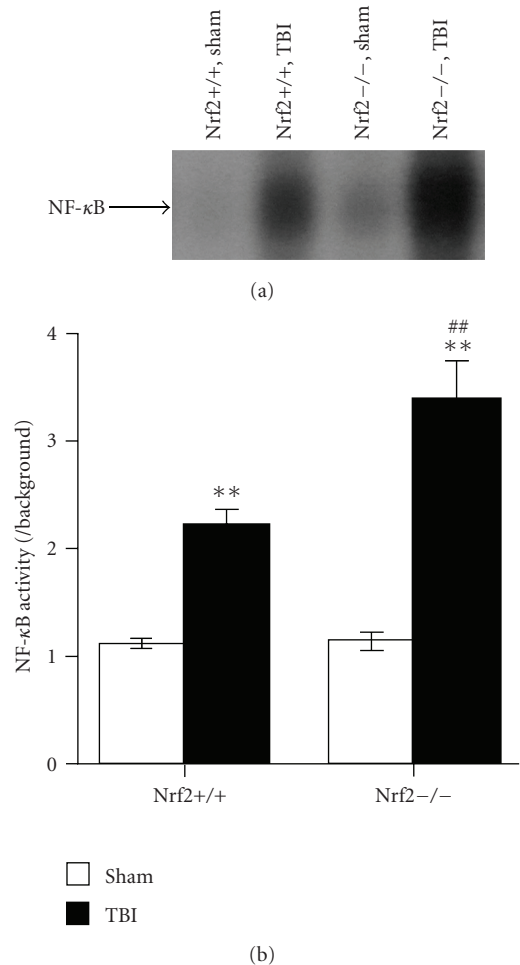 Nrf2+/+, sham
Nrf2+/+, TBI
Nrf2−/−, sham
Nrf2−/−, TBI
NF-κB
(a)
4
##
**
3
**
2
1
0
NF-κB activity (/background)
Nrf2+/+
Nrf2−/−
Sham
TBI
(b)